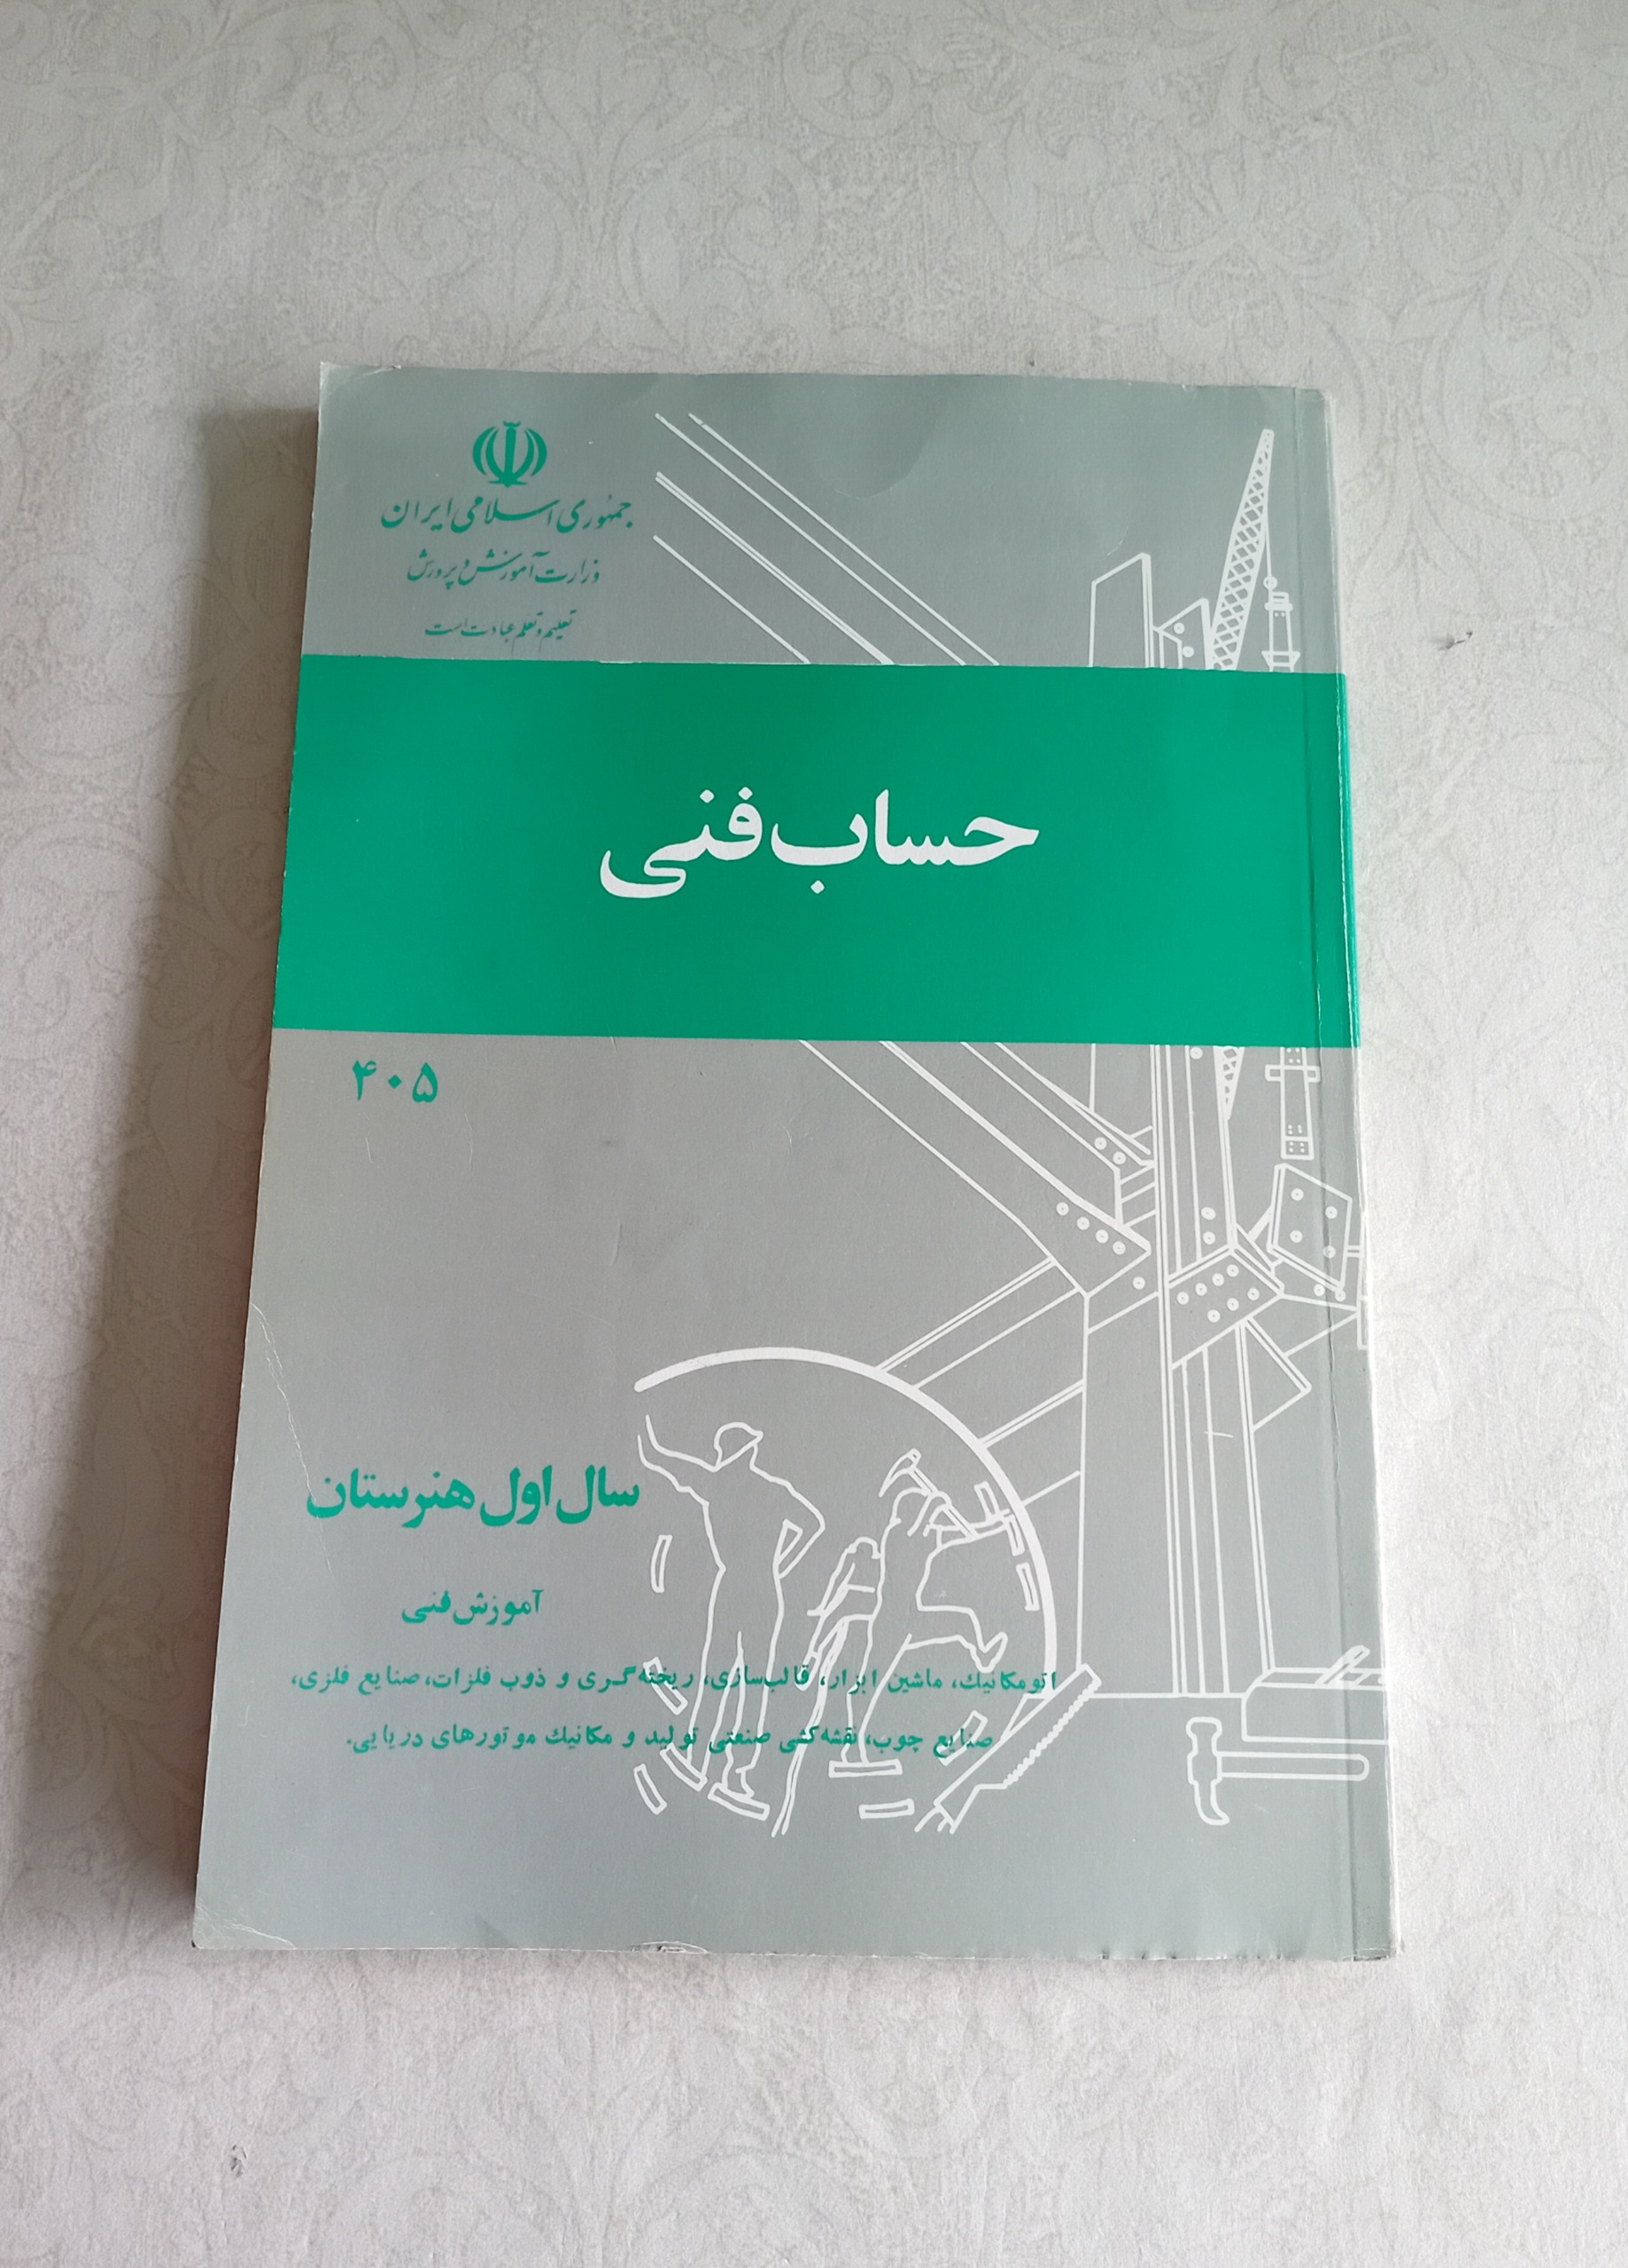 جمهوری اسلامی ایران
وزارت آموزش و پرورش
تعلیم و تعلم عبادت است
حساب فنی
۴۰۵
سال اول هنرستان
آموزش فنی
اتومکانیک، ماشین ابزار، قالب‌سازی، ریخته‌گری و ذوب فلزات، صنایع فلزی،
صنایع چوب، نقشه‌کشی صنعتی تولید و مکانیک موتورهای دریایی.